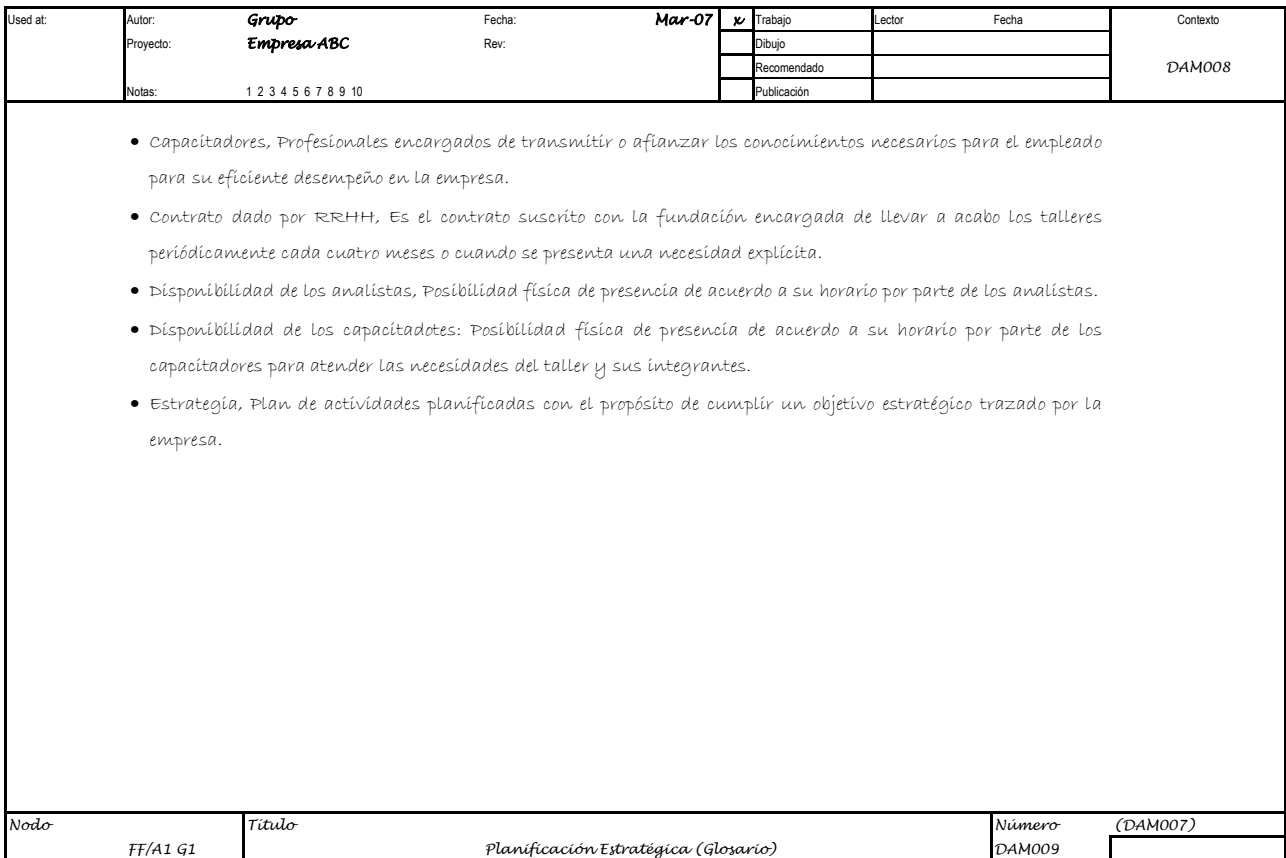 Used at: Autor: Grupo Fecha: Mar-07 x Trabajo Lector Fecha Contexto
Proyecto: Empresa ABC Rev: Dibujo
Recomendado DAM008
Notas: 1 2 3 4 5 6 7 8 9 10 Publicación
• Capacitadores, Profesionales encargados de transmitir o afianzar los conocimientos necesarios para el empleado
para su eficiente desempeño en la empresa.
• Contrato dado por RRHH, Es el contrato suscrito con la fundación encargada de llevar a acabo los talleres
periódicamente cada cuatro meses o cuando se presenta una necesidad explícita.
• Disponibilidad de los analistas, Posibilidad física de presencia de acuerdo a su horario por parte de los analistas.
• Disponibilidad de los capacitadotes: Posibilidad física de presencia de acuerdo a su horario por parte de los
capacitadores para atender las necesidades del taller y sus integrantes.
• Estrategia, Plan de actividades planificadas con el propósito de cumplir un objetivo estratégico trazado por la
empresa.
Nodo Título Número (DAM007)
FF/A1 G1 Planificación Estratégica (Glosario) DAM009